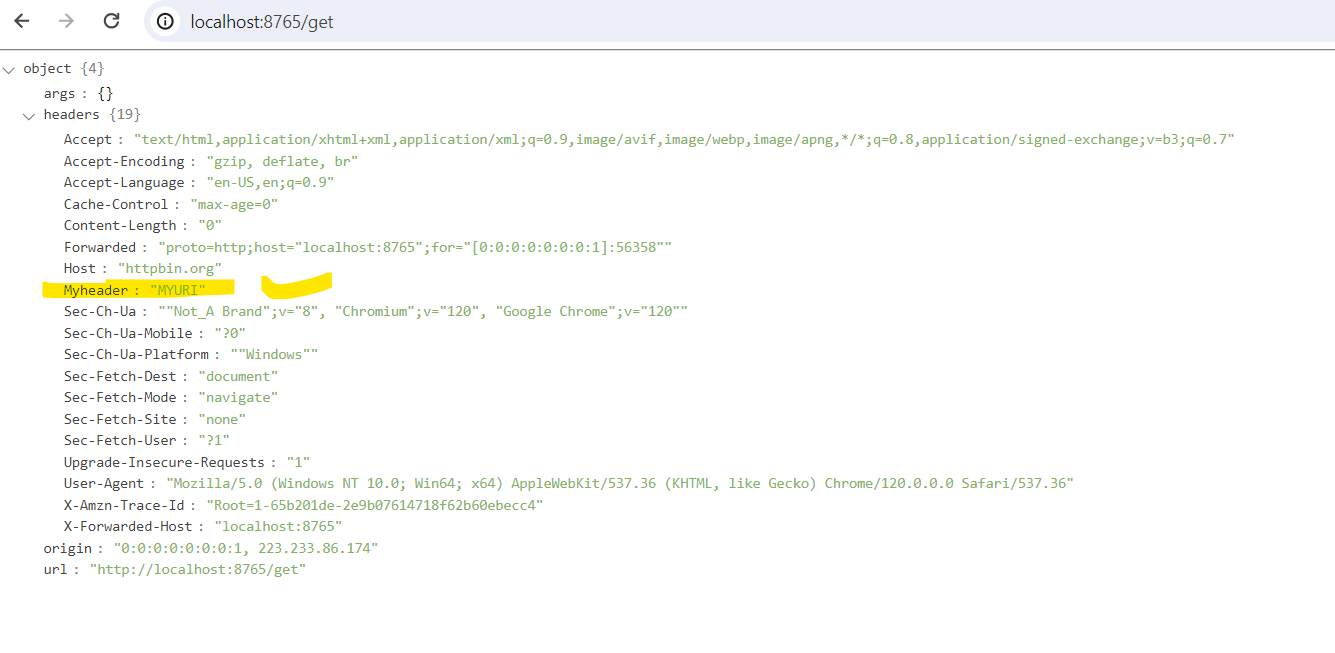 localhost:8765/get
object {4}
args : {}
headers {19}
Accept : "text/html,application/xhtml+xml,application/xml;q=0.9,image/avif,image/webp,image/apng,*/*;q=0.8,application/signed-exchange;v=b3;q=0.7"
Accept-Encoding : "gzip, deflate, br"
Accept-Language : "en-US,en;q=0.9"
Cache-Control : "max-age=0"
Content-Length : "0"
Forwarded : "proto=http;host="localhost:8765";for="[0:0:0:0:0:0:0:1]:56358""
Host : "httpbin.org"
Myheader : "MYURI"
Sec-Ch-Ua : ""Not_A Brand";v="8", "Chromium";v="120", "Google Chrome";v="120""
Sec-Ch-Ua-Mobile : "?0"
Sec-Ch-Ua-Platform : ""Windows""
Sec-Fetch-Dest : "document"
Sec-Fetch-Mode : "navigate"
Sec-Fetch-Site : "none"
Sec-Fetch-User : "?1"
Upgrade-Insecure-Requests : "1"
User-Agent : "Mozilla/5.0 (Windows NT 10.0; Win64; x64) AppleWebKit/537.36 (KHTML, like Gecko) Chrome/120.0.0.0 Safari/537.36"
X-Amzn-Trace-Id : "Root=1-65b201de-2e9b07614718f62b60ebecc4"
X-Forwarded-Host : "localhost:8765"
origin : "0:0:0:0:0:0:0:1, 223.233.86.174"
url : "http://localhost:8765/get"